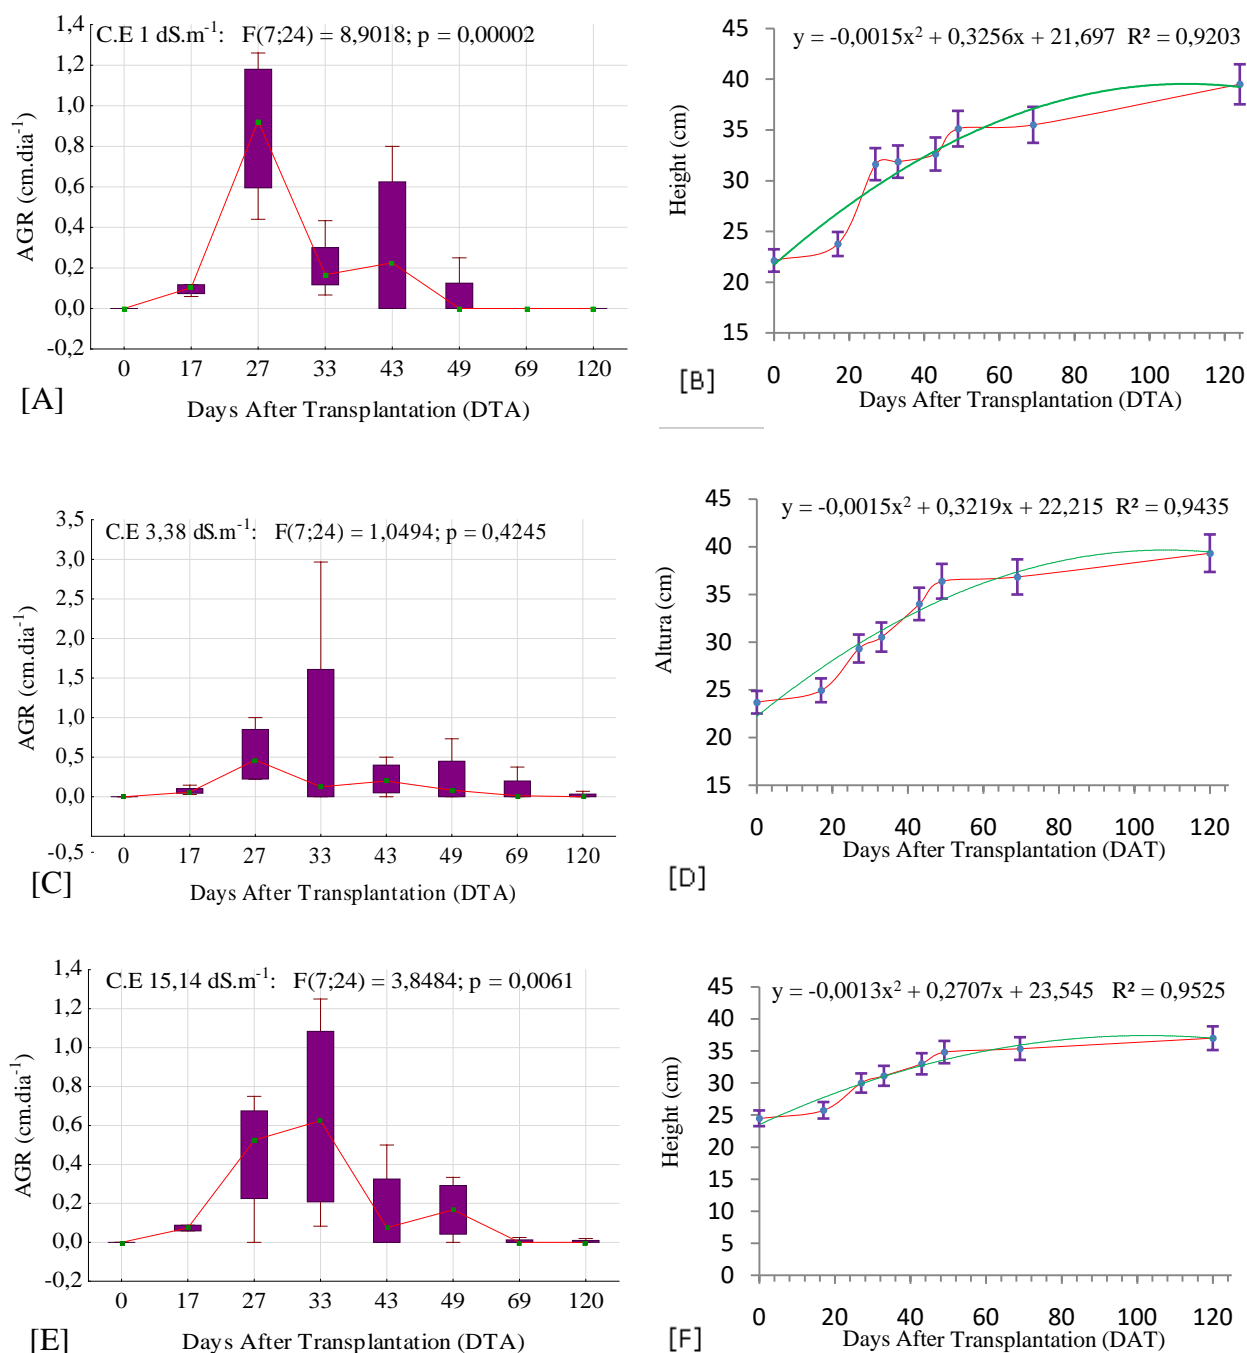 C.E 1 dS.m⁻¹: F(7;24) = 8,9018; p = 0,00002
AGR (cm.dia⁻¹)
1,4
1,2
1,0
0,8
0,6
0,4
0,2
0,0
-0,2
0 17 27 33 43 49 69 120
Days After Transplantation (DTA)
[A]
y = -0,0015x² + 0,3256x + 21,697 R² = 0,9203
Height (cm)
45
40
35
30
25
20
15
0 20 40 60 80 100 120
Days After Transplantation (DTA)
[B]
C.E 3,38 dS.m⁻¹: F(7;24) = 1,0494; p = 0,4245
AGR (cm.dia⁻¹)
3,5
3,0
2,5
2,0
1,5
1,0
0,5
0,0
-0,5
0 17 27 33 43 49 69 120
Days After Transplantation (DTA)
[C]
y = -0,0015x² + 0,3219x + 22,215 R² = 0,9435
Altura (cm)
45
40
35
30
25
20
15
0 20 40 60 80 100 120
Days After Transplantation (DAT)
[D]
C.E 15,14 dS.m⁻¹: F(7;24) = 3,8484; p = 0,0061
AGR (cm.dia⁻¹)
1,4
1,2
1,0
0,8
0,6
0,4
0,2
0,0
-0,2
0 17 27 33 43 49 69 120
Days After Transplantation (DTA)
[E]
y = -0,0013x² + 0,2707x + 23,545 R² = 0,9525
Height (cm)
45
40
35
30
25
20
15
10
5
0
0 20 40 60 80 100 120
Days After Transplantation (DAT)
[F]